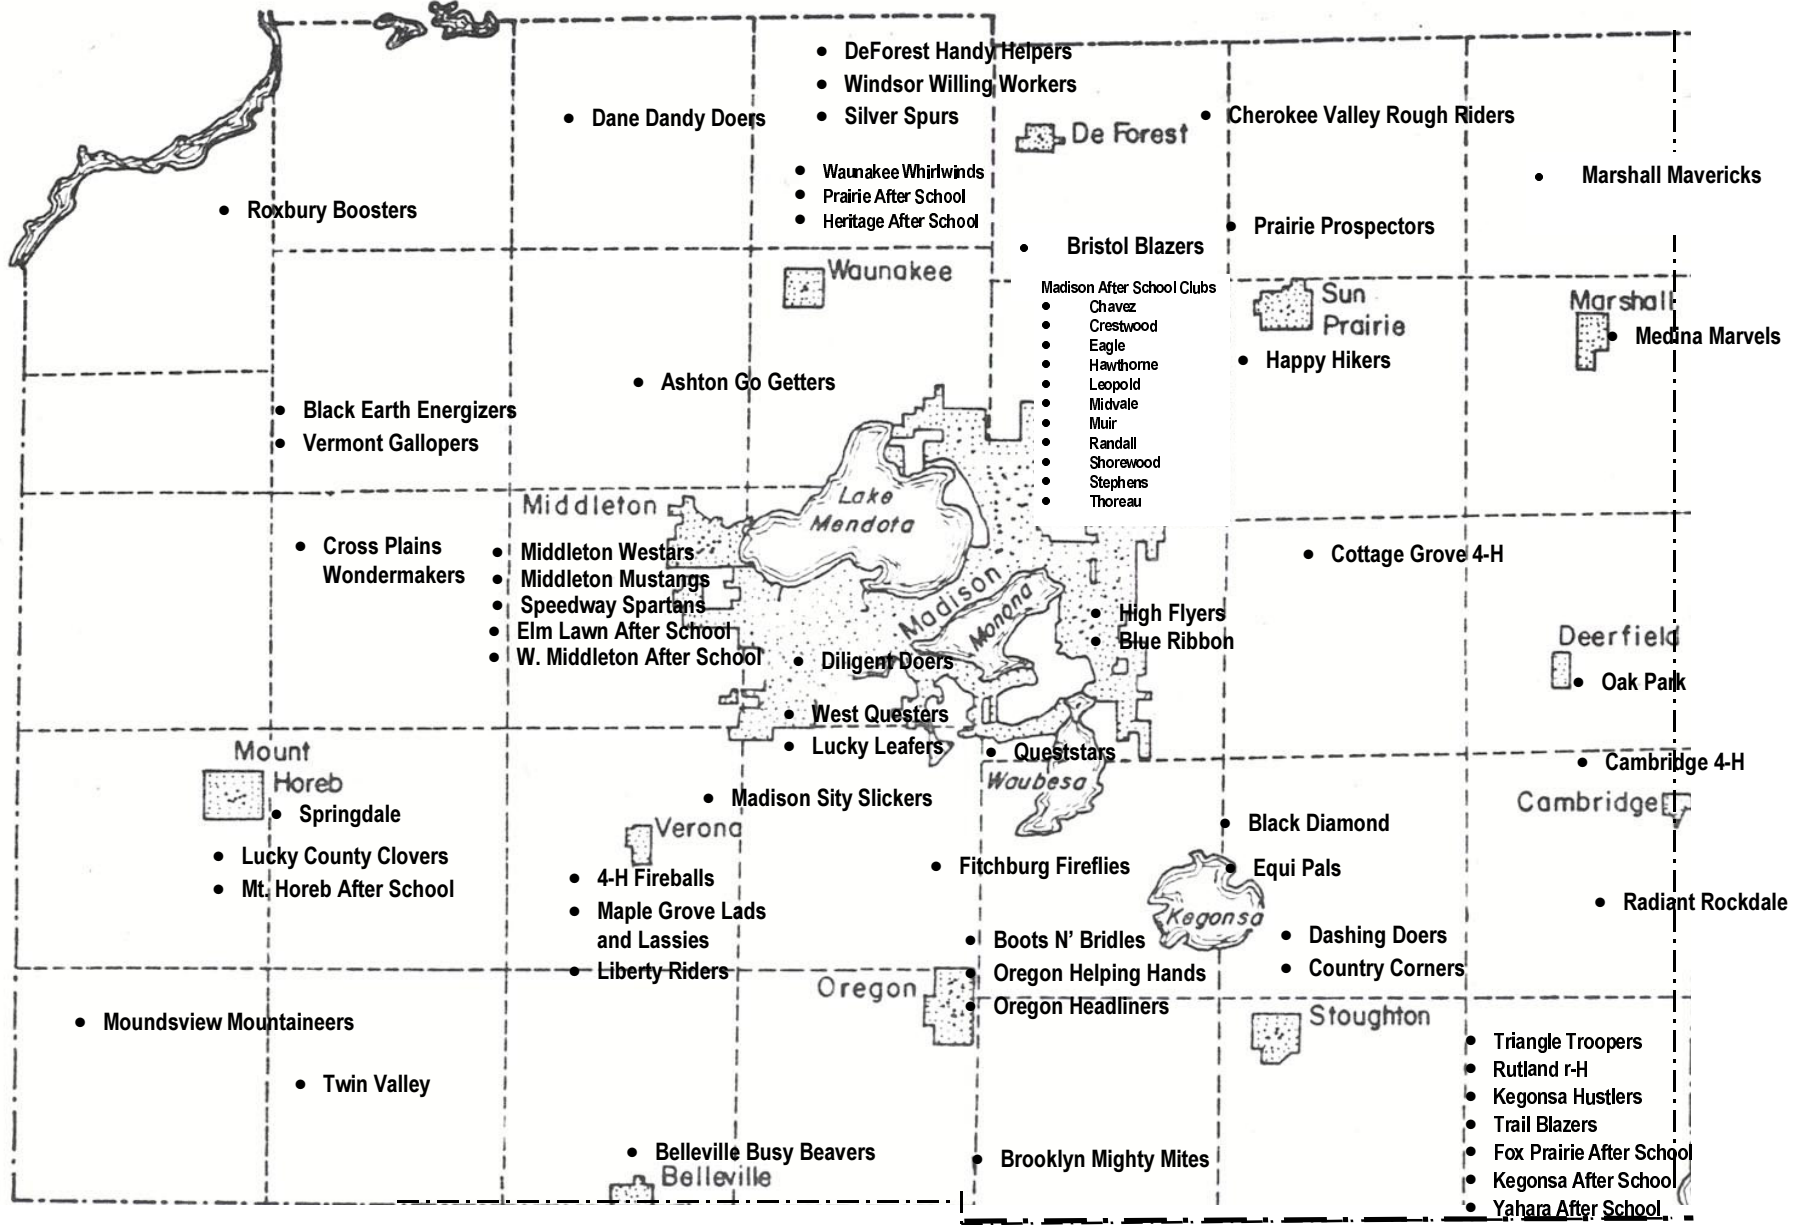 DeForest Handy Helpers
Windsor Willing Workers
Silver Spurs
Dane Dandy Doers
Cherokee Valley Rough Riders
De Forest
Waunakee Whirlwinds
Prairie After School
Heritage After School
Marshall Mavericks
Roxbury Boosters
Prairie Prospectors
Bristol Blazers
Waunakee
Madison After School Clubs
Chavez
Crestwood
Eagle
Hawthorne
Leopold
Midvale
Muir
Randall
Shorewood
Stephens
Thoreau
Sun
Prairie
Marshall
Medina Marvels
Happy Hikers
Ashton Go Getters
Black Earth Energizers
Vermont Gallopers
Lake
Mendota
Middleton
Cross Plains
Wondermakers
Middleton Westars
Middleton Mustangs
Speedway Spartans
Elm Lawn After School
W. Middleton After School
Cottage Grove 4-H
Madison
Monona
High Flyers
Blue Ribbon
Deerfield
Oak Park
Diligent Doers
West Questers
Lucky Leafers
Queststars
Waubesa
Cambridge 4-H
Cambridge
Mount
Horeb
Springdale
Madison Sity Slickers
Verona
Black Diamond
Lucky County Clovers
Mt. Horeb After School
4-H Fireballs
Maple Grove Lads
and Lassies
Liberty Riders
Fitchburg Fireflies
Equi Pals
Kegonsa
Radiant Rockdale
Boots N’ Bridles
Oregon Helping Hands
Oregon Headliners
Oregon
Dashing Doers
Country Corners
Stoughton
Moundsview Mountaineers
Twin Valley
Triangle Troopers
Rutland r-H
Kegonsa Hustlers
Trail Blazers
Fox Prairie After School
Kegonsa After School
Yahara After School
Belleville Busy Beavers
Belleville
Brooklyn Mighty Mites